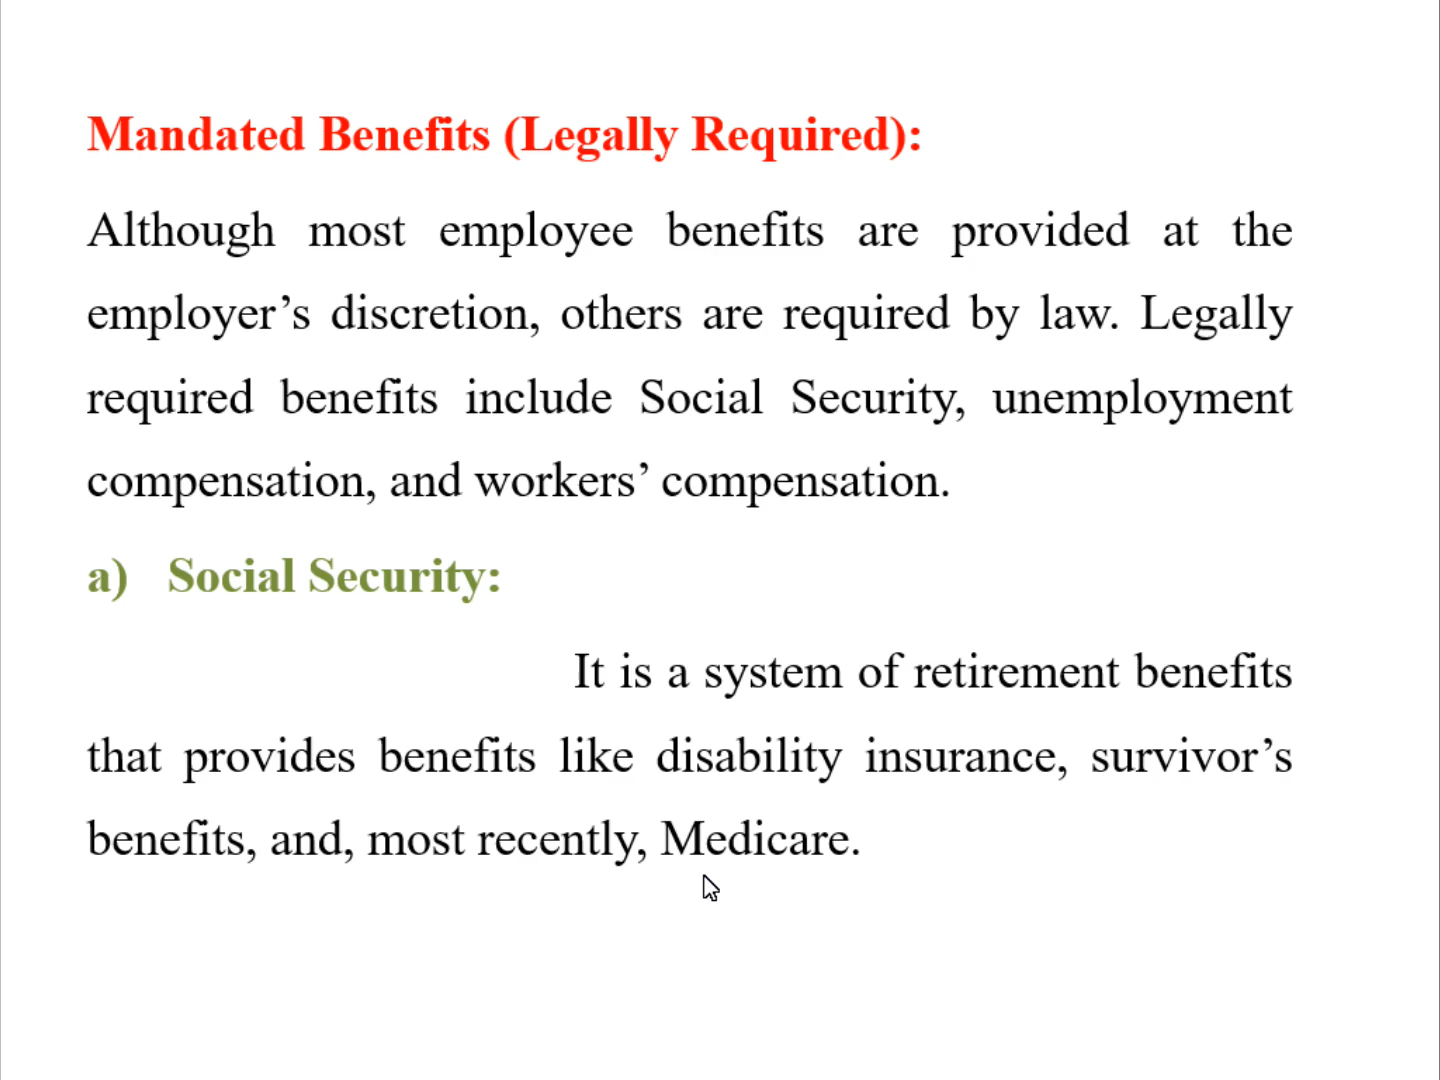 Mandated Benefits (Legally Required):
Although most employee benefits are provided at the
employer’s discretion, others are required by law. Legally
required benefits include Social Security, unemployment
compensation, and workers’ compensation.
a) Social Security:
It is a system of retirement benefits
that provides benefits like disability insurance, survivor’s
benefits, and, most recently, Medicare.